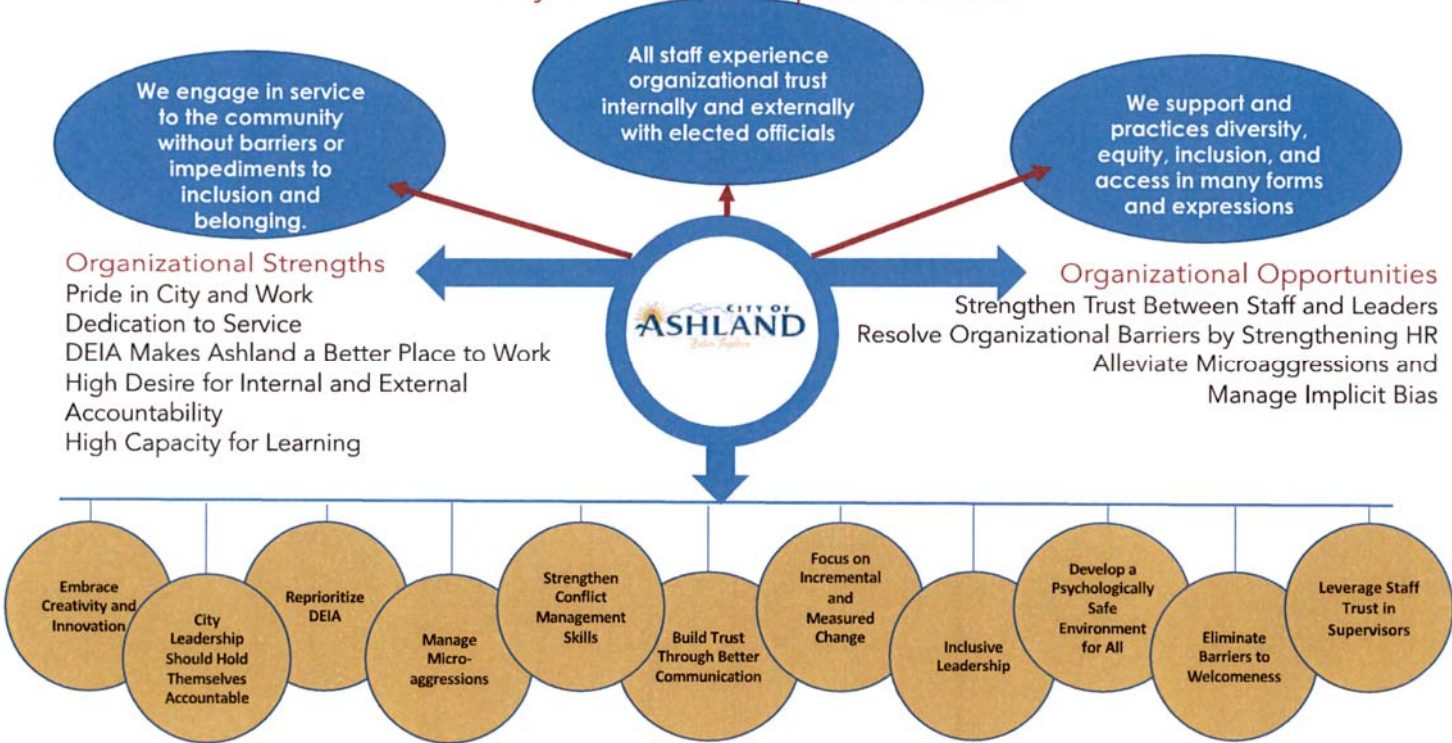 We engage in service
to the community
without barriers or
impediments to
inclusion and
belonging.
All staff experience
organizational trust
internally and externally
with elected officials
We support and
practices diversity,
equity, inclusion, and
access in many forms
and expressions
Organizational Strengths
Pride in City and Work
Dedication to Service
DEIA Makes Ashland a Better Place to Work
High Desire for Internal and External
Accountability
High Capacity for Learning
CITY OF
ASHLAND
Organizational Opportunities
Strengthen Trust Between Staff and Leaders
Resolve Organizational Barriers by Strengthening HR
Alleviate Microaggressions and
Manage Implicit Bias
Embrace
Creativity and
Innovation
City
Leadership
Should Hold
Themselves
Accountable
Reprioritize
DEIA
Manage
Micro-
aggressions
Strengthen
Conflict
Management
Skills
Build Trust
Through Better
Communication
Focus on
Incremental
and
Measured
Change
Inclusive
Leadership
Develop a
Psychologically
Safe
Environment
for All
Eliminate
Barriers to
Welcomeness
Leverage Staff
Trust in
Supervisors